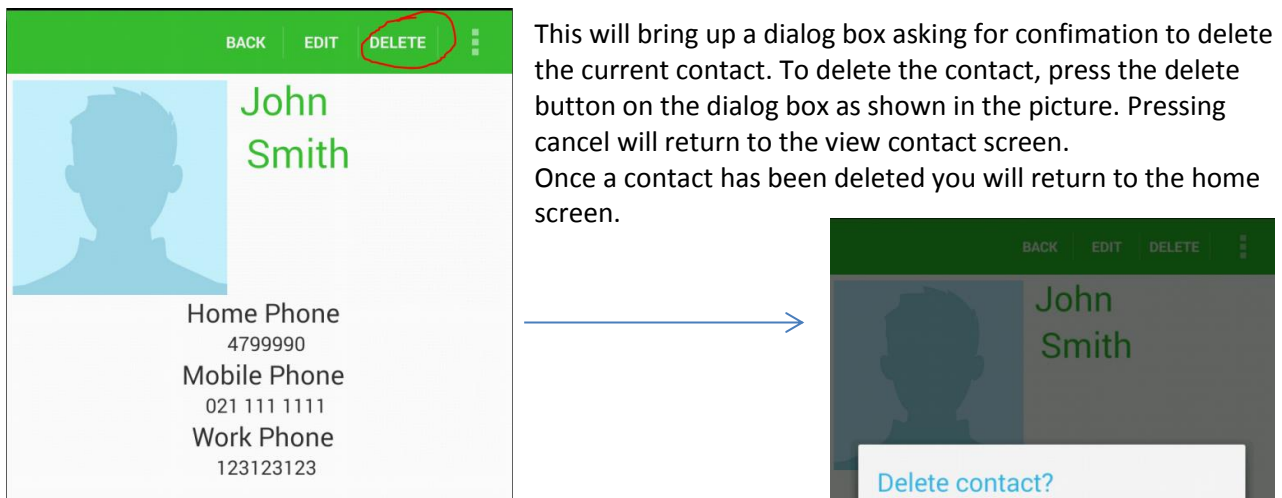 BACK EDIT DELETE
John
Smith
Home Phone
4799990
Mobile Phone
021 111 1111
Work Phone
123123123
This will bring up a dialog box asking for confimation to delete
the current contact. To delete the contact, press the delete
button on the dialog box as shown in the picture. Pressing
cancel will return to the view contact screen.
Once a contact has been deleted you will return to the home
screen.
BACK EDIT DELETE
John
Smith
Delete contact?